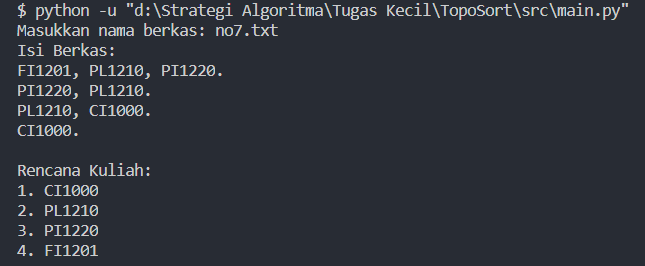 $ python -u "d:\Strategi Algoritma\Tugas Kecil\TopoSort\src\main.py"
Masukkan nama berkas: no7.txt
Isi Berkas:
FI1201, PL1210, PI1220.
PI1220, PL1210.
PL1210, CI1000.
CI1000.

Rencana Kuliah:
1. CI1000
2. PL1210
3. PI1220
4. FI1201